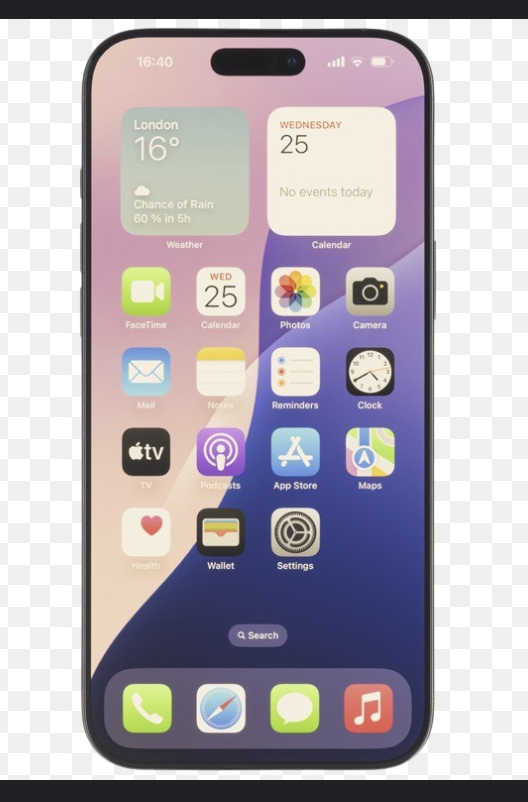 16:40
London
16°
Chance of Rain
60 % in 5h
Weather
WEDNESDAY
25
No events today
Calendar
FaceTime
WED
25
Calendar
Photos
Camera
Mail
Notes
Reminders
12
Clock
tv
TV
Podcasts
App Store
Maps
Health
Wallet
Settings
Search